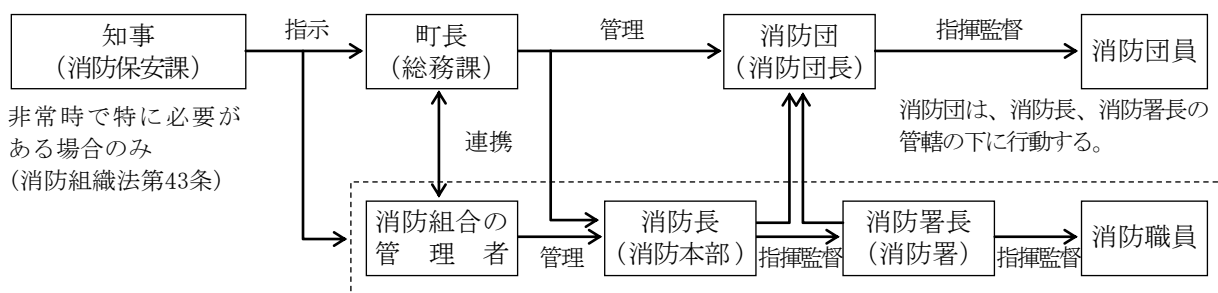 知事
（消防保安課）
指示
町長
（総務課）
管理
消防団
（消防団長）
指揮監督
消防団員
非常時で特に必要が
ある場合のみ
（消防組織法第43条）
連携
消防団は、消防長、消防署長の
管轄の下に行動する。
消防組合の
管理者
管理
消防長
（消防本部）
指揮監督
消防署長
（消防署）
指揮監督
消防職員